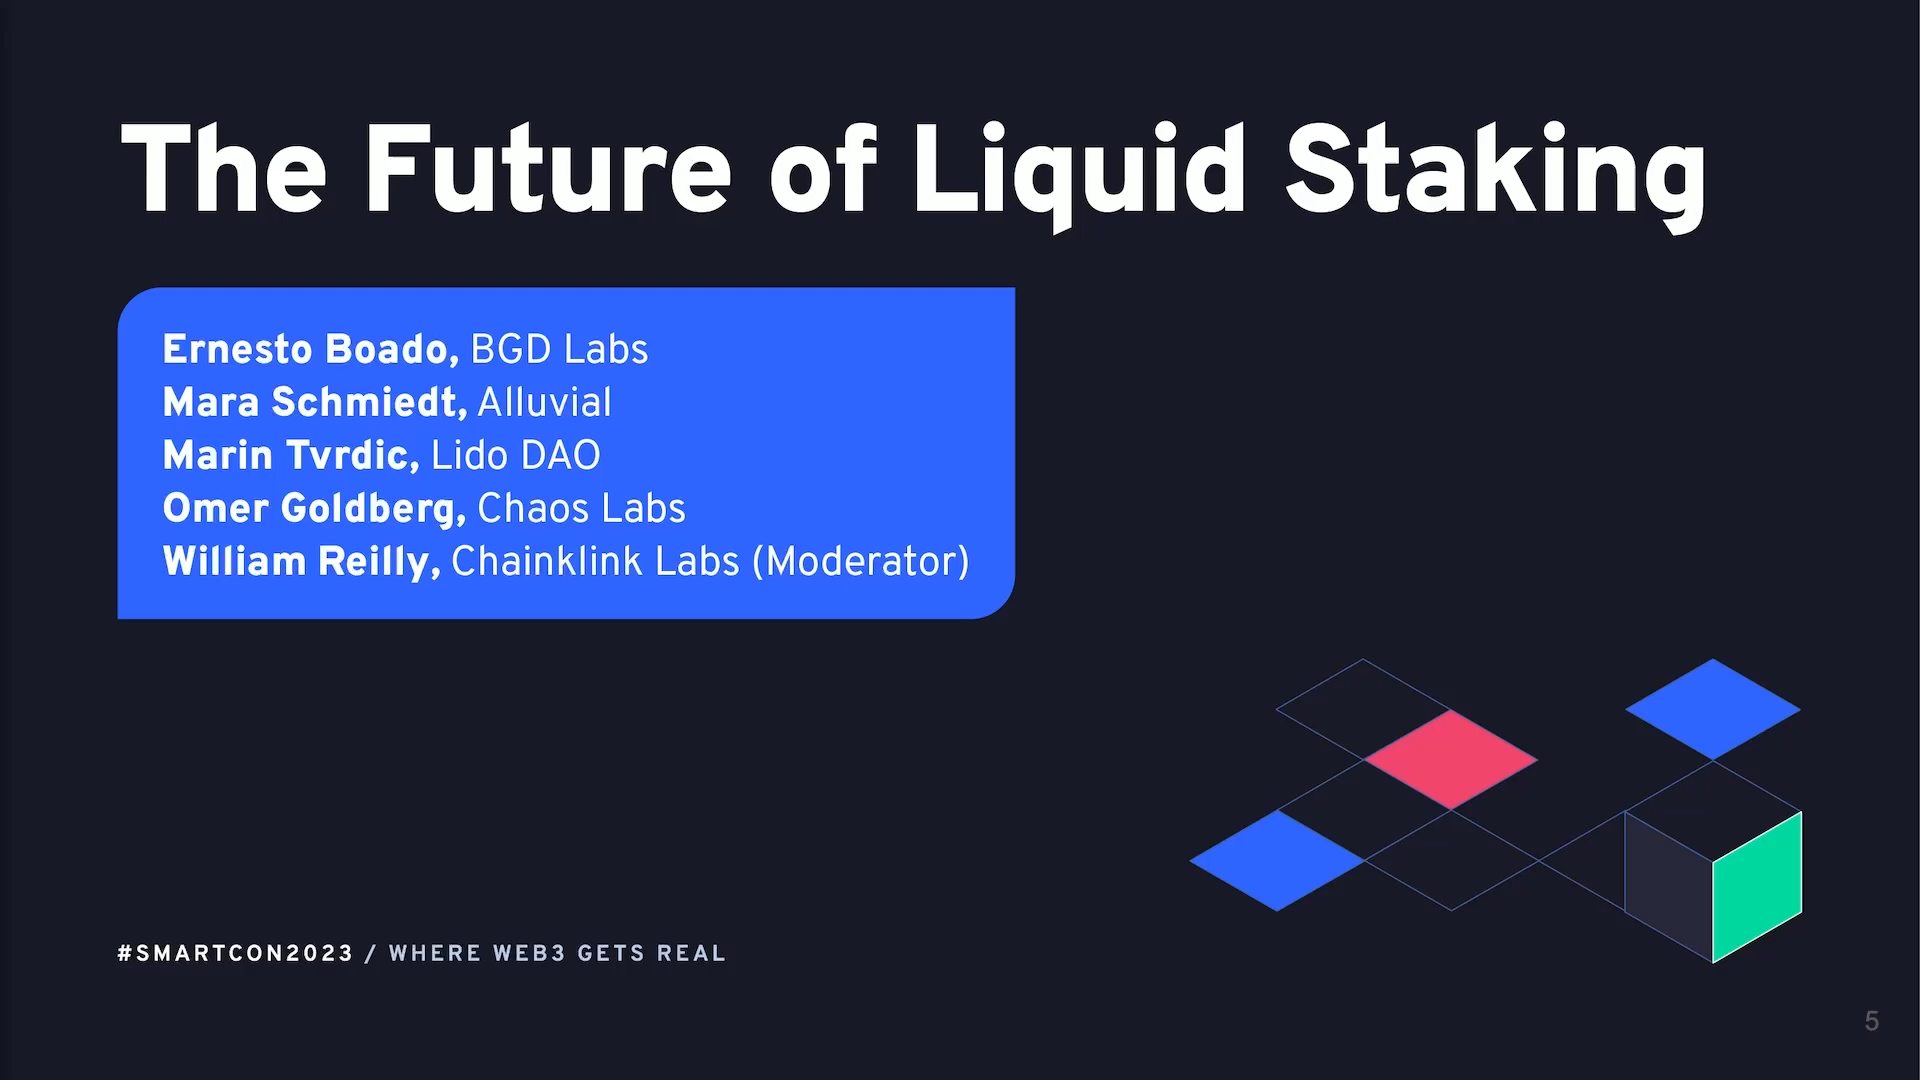 The Future of Liquid Staking
Ernesto Boado, BGD Labs
Mara Schmiedt, Alluvial
Marin Tvrdic, Lido DAO
Omer Goldberg, Chaos Labs
William Reilly, Chainklink Labs (Moderator)
#SMARTCON2023 / WHERE WEB3 GETS REAL
5